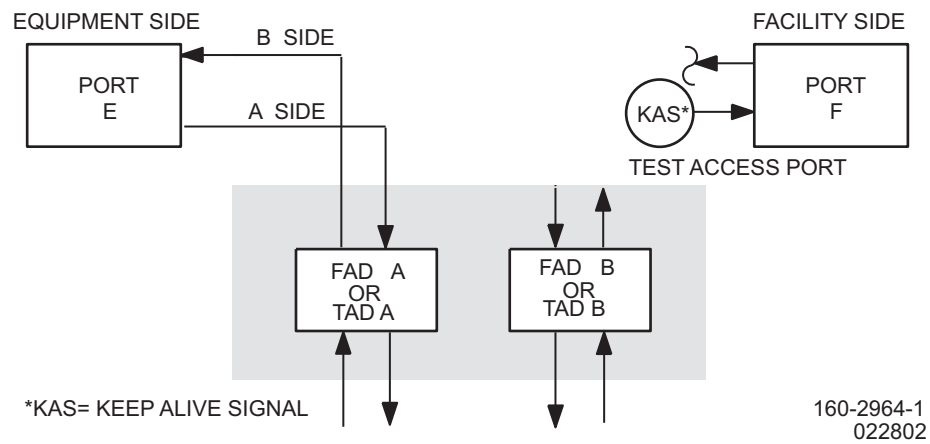 EQUIPMENT SIDE
FACILITY SIDE
B SIDE
PORT
E
PORT
F
A SIDE
KAS*
TEST ACCESS PORT
FAD A
OR
TAD A
FAD B
OR
TAD B
*KAS= KEEP ALIVE SIGNAL
160-2964-1
022802